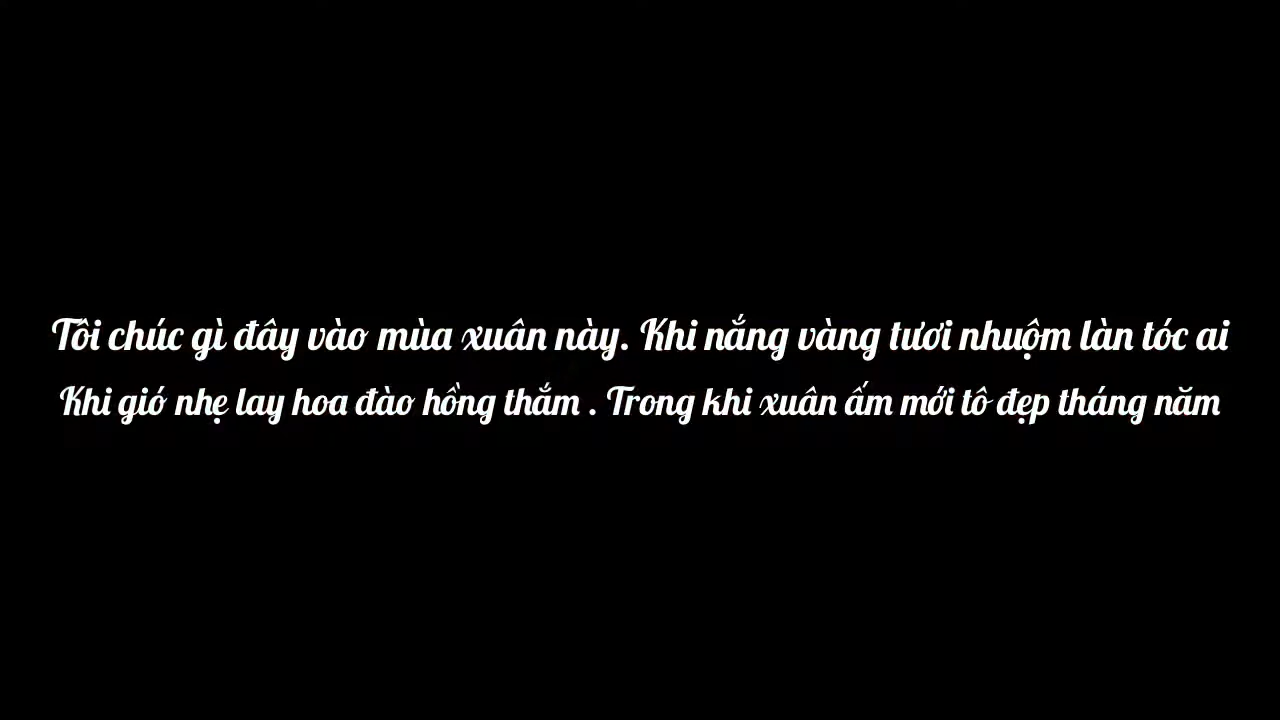 Tôi chúc gì đây vào mùa xuân này. Khi nắng vàng tươi nhuộm làn tóc ai
Khi gió nhẹ lay hoa đào hồng thắm . Trong khi xuân ấm mới tô đẹp tháng năm